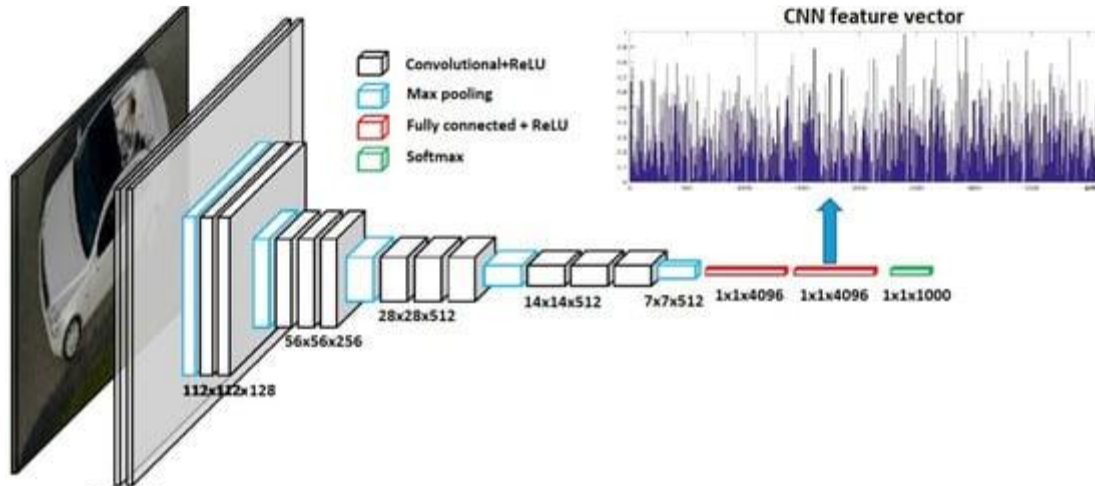 CNN feature vector
Convolutional+ReLU
Max pooling
Fully connected + ReLU
Softmax
112x112x128
56x56x256
28x28x512
14x14x512
7x7x512
1x1x4096
1x1x4096
1x1x1000